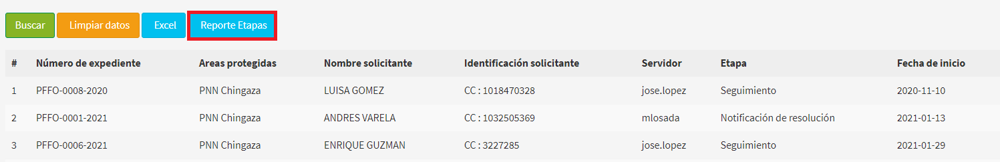 Buscar Limpiar datos Excel Reporte Etapas
# Número de expediente Areas protegidas Nombre solicitante Identificación solicitante Servidor Etapa Fecha de inicio
1 PFFO-0008-2020 PNN Chingaza LUISA GOMEZ CC : 1018470328 jose.lopez Seguimiento 2020-11-10
2 PFFO-0001-2021 PNN Chingaza ANDRES VARELA CC : 1032505369 mlosada Notificación de resolución 2021-01-13
3 PFFO-0006-2021 PNN Chingaza ENRIQUE GUZMAN CC : 3227285 jose.lopez Seguimiento 2021-01-29